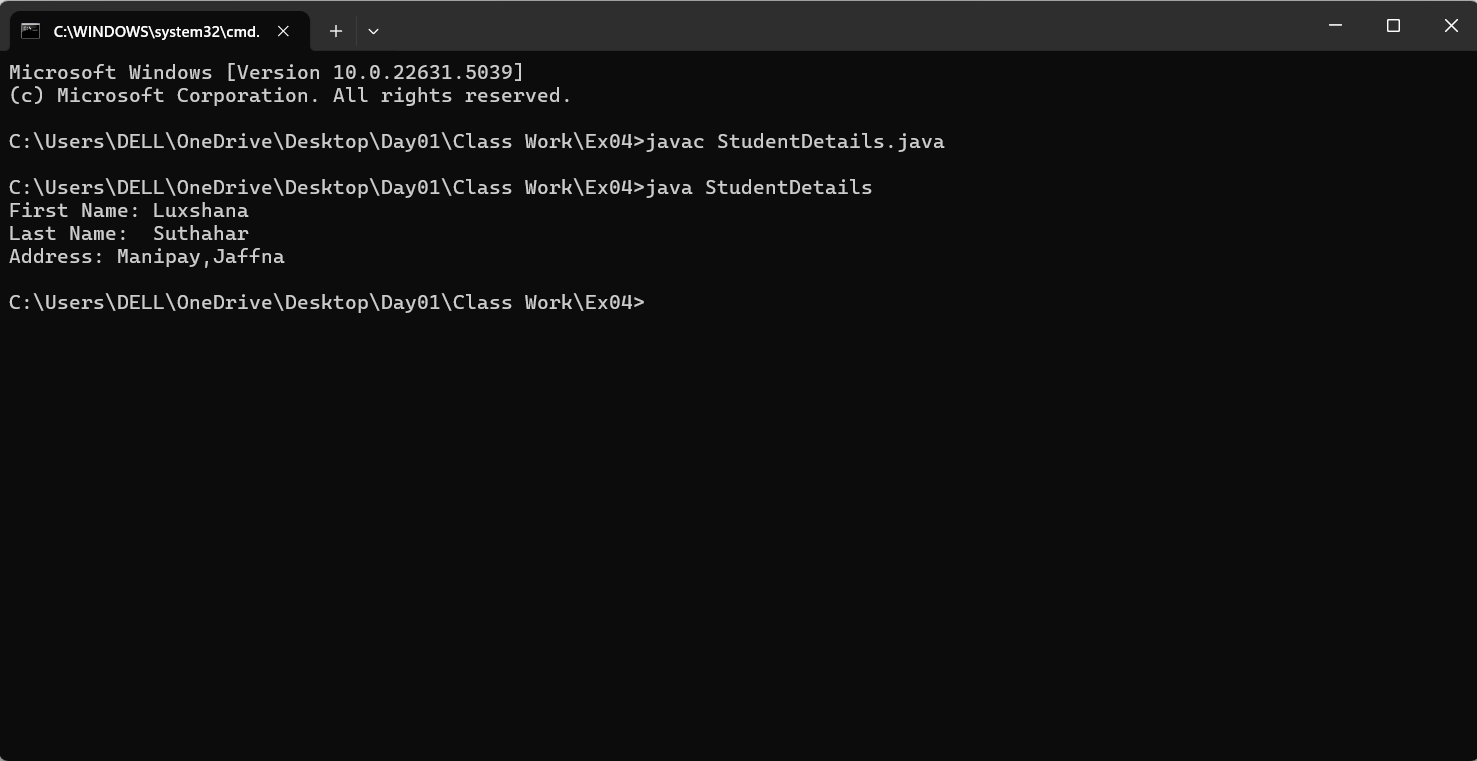 C:\WINDOWS\system32\cmd.
Microsoft Windows [Version 10.0.22631.5039]
(c) Microsoft Corporation. All rights reserved.
C:\Users\DELL\OneDrive\Desktop\Day01\Class Work\Ex04>javac StudentDetails.java
C:\Users\DELL\OneDrive\Desktop\Day01\Class Work\Ex04>java StudentDetails
First Name: Luxshana
Last Name:  Suthahar
Address: Manipay,Jaffna
C:\Users\DELL\OneDrive\Desktop\Day01\Class Work\Ex04>